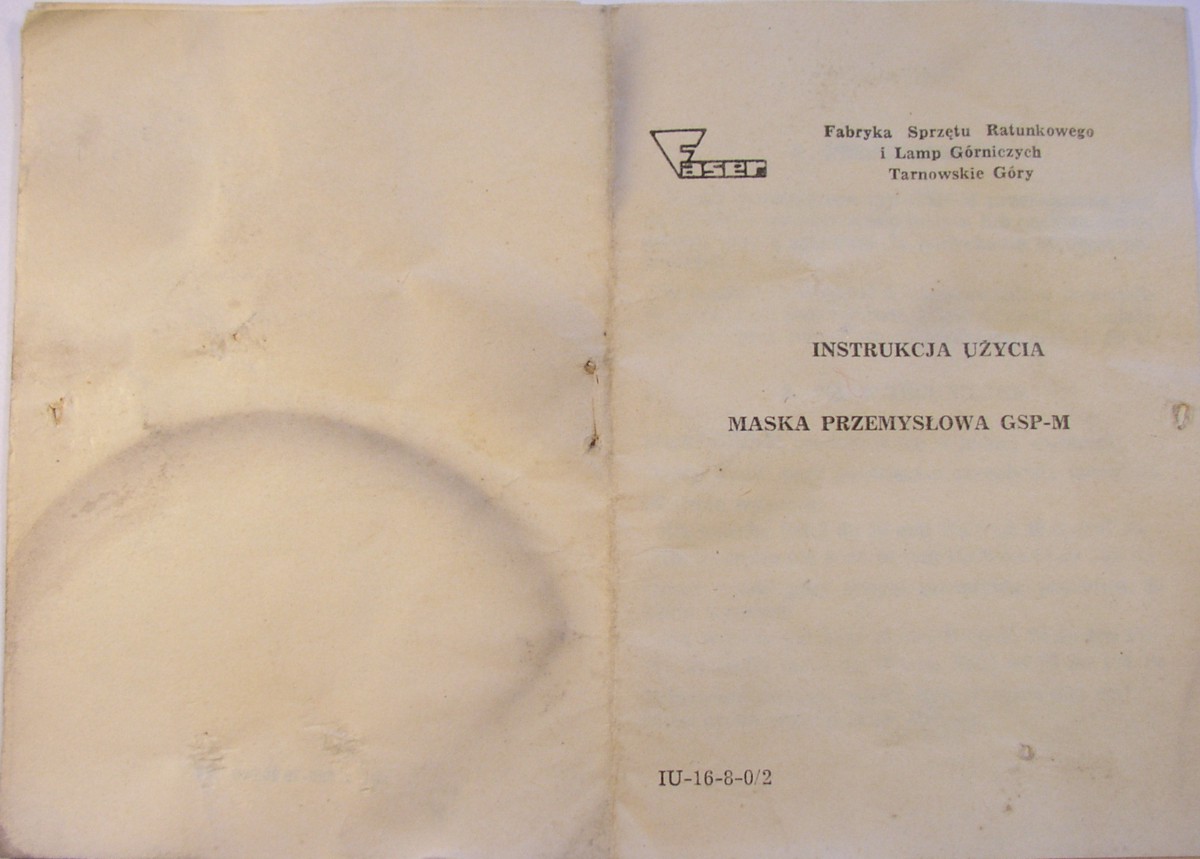 Faser
Fabryka Sprzętu Ratunkowego
i Lamp Górniczych
Tarnowskie Góry
INSTRUKCJA UŻYCIA
MASKA PRZEMYSŁOWA GSP-M
IU-16-8-0/2